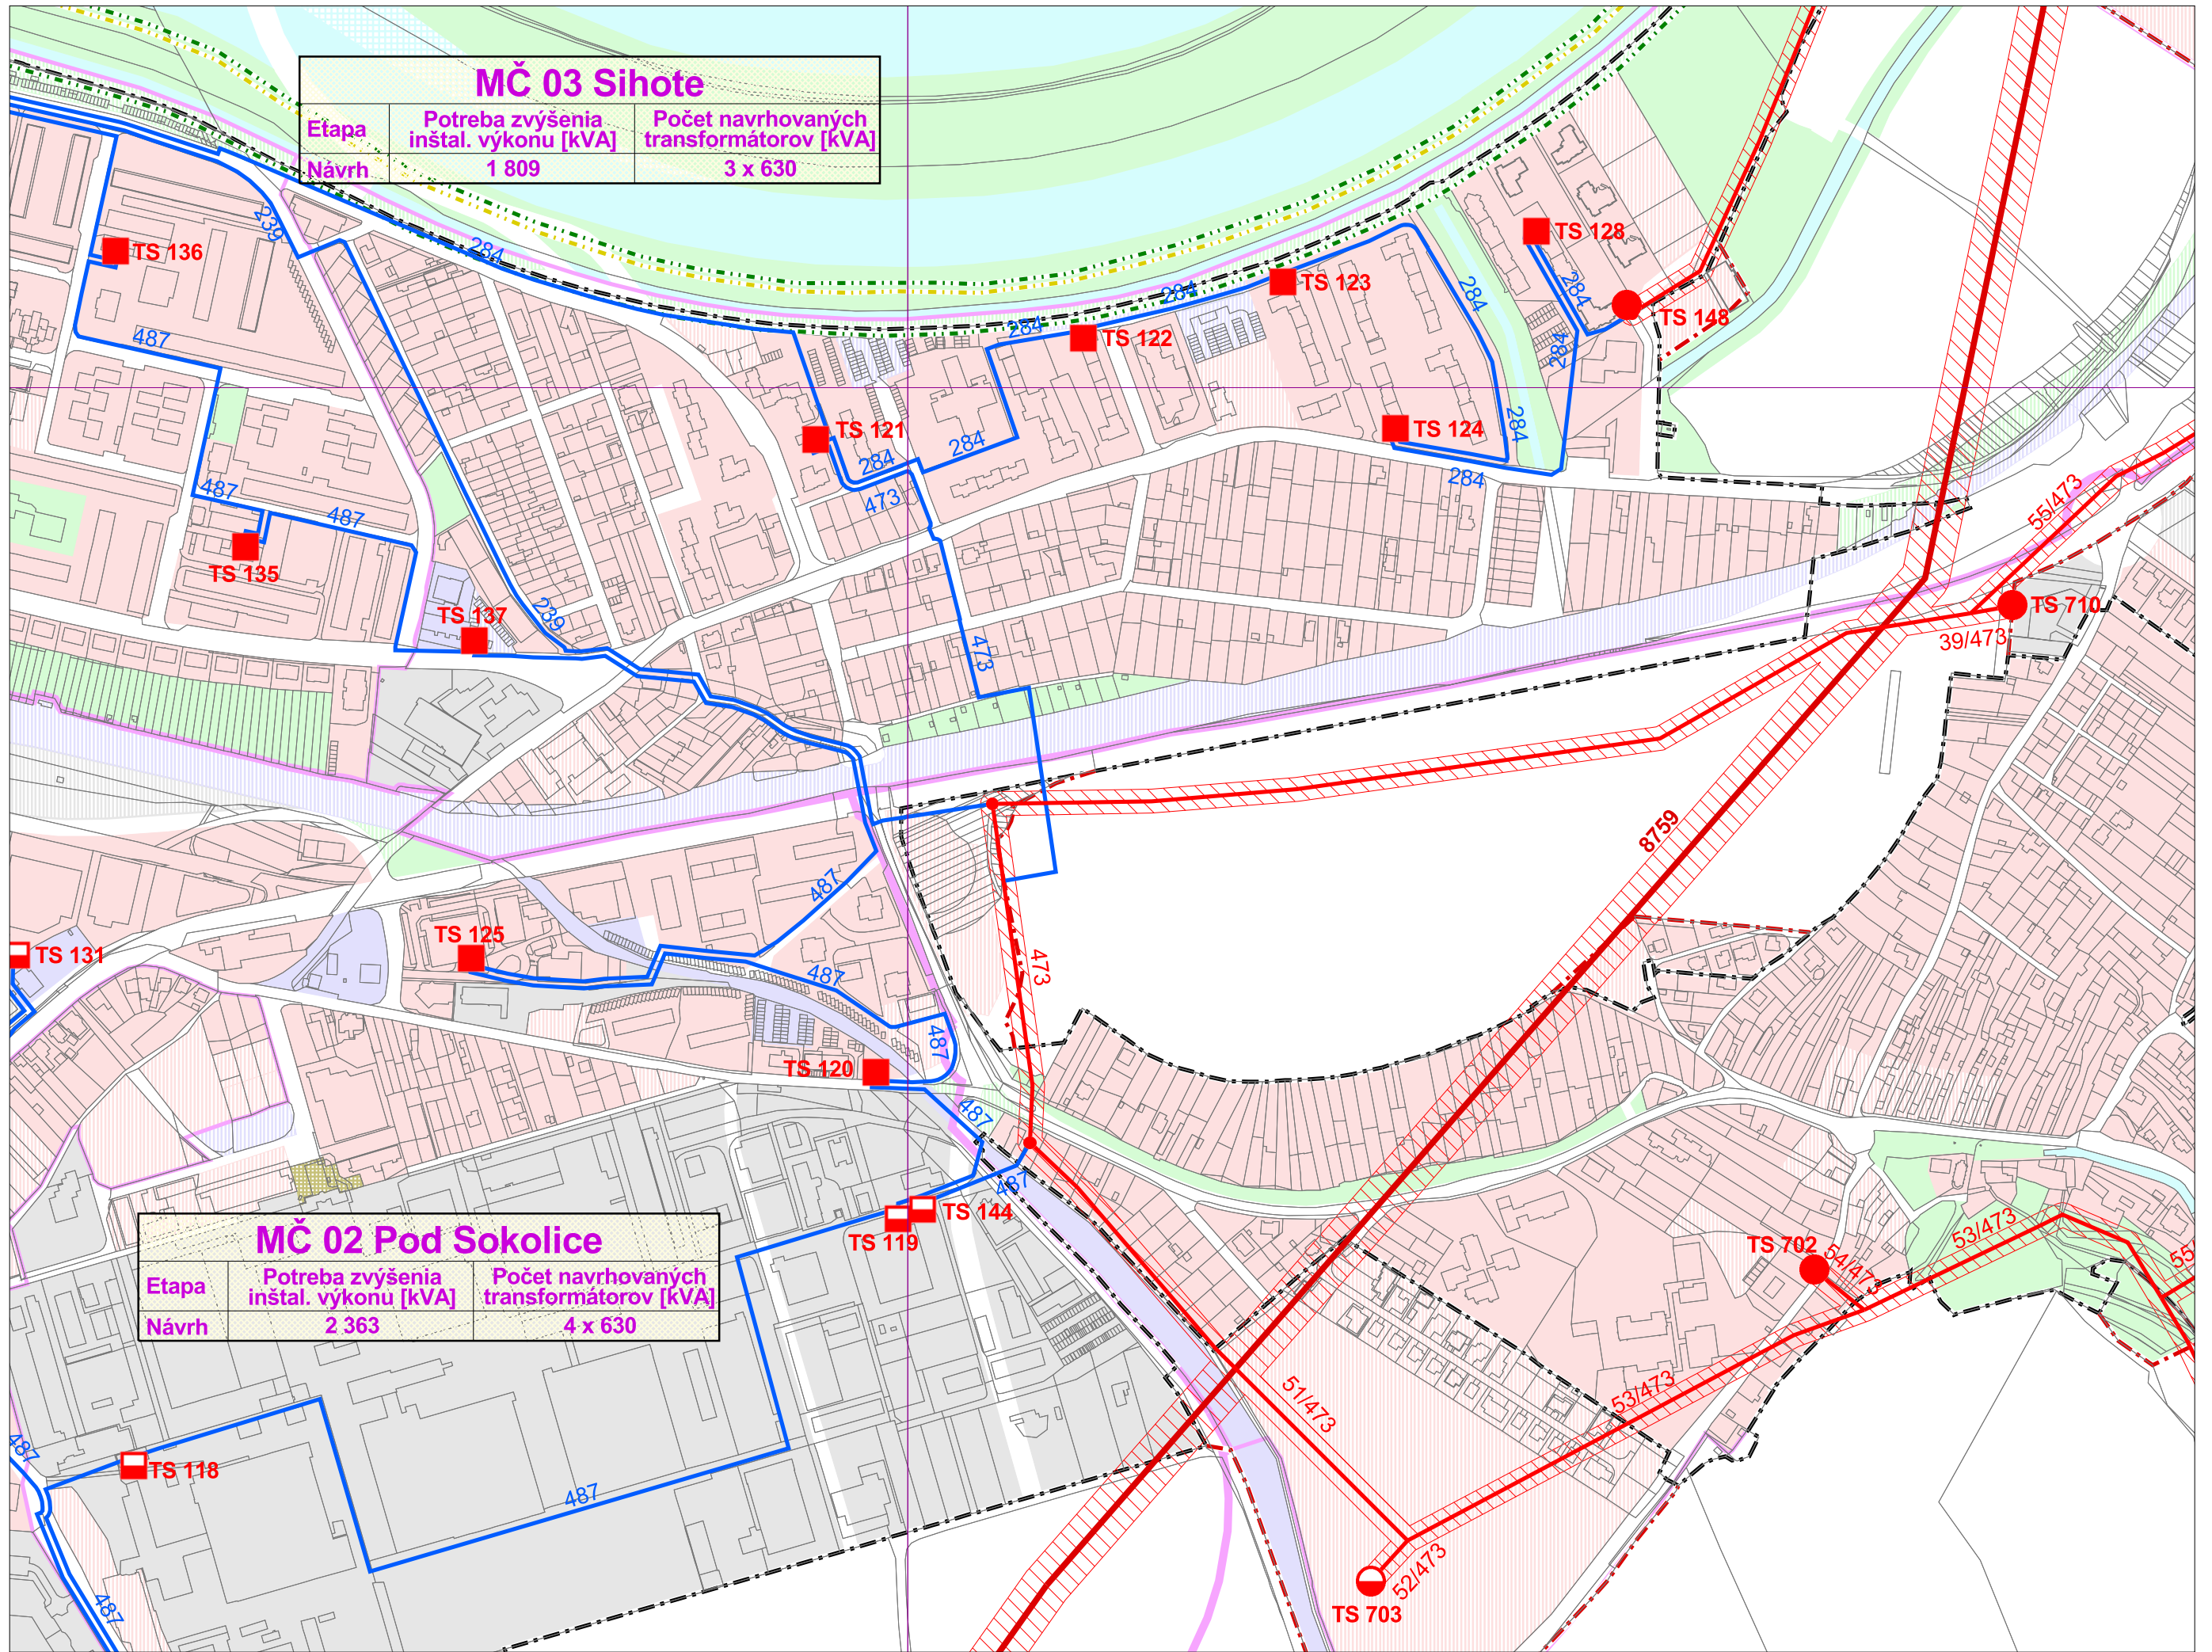 MČ 03 Sihote
Etapa
Potreba zvýšenia
inštal. výkonu [kVA]
Počet navrhovaných
transformátorov [kVA]
Návrh
1 809
3 x 630
TS 136
239
284
TS 128
284
TS 148
TS 123
284
284
284
TS 122
284
487
TS 121
284
284
473
TS 124
284
284
487
487
TS 135
55/473
TS 137
239
473
TS 710
39/473
8759
487
TS 125
TS 131
487
473
487
TS 120
487
487
TS 144
TS 119
MČ 02 Pod Sokolice
Etapa
Potreba zvýšenia
inštal. výkonu [kVA]
Počet navrhovaných
transformátorov [kVA]
Návrh
2 363
4 x 630
TS 702
54/473
53/473
55
51/473
53/473
487
TS 118
487
52/473
TS 703
487